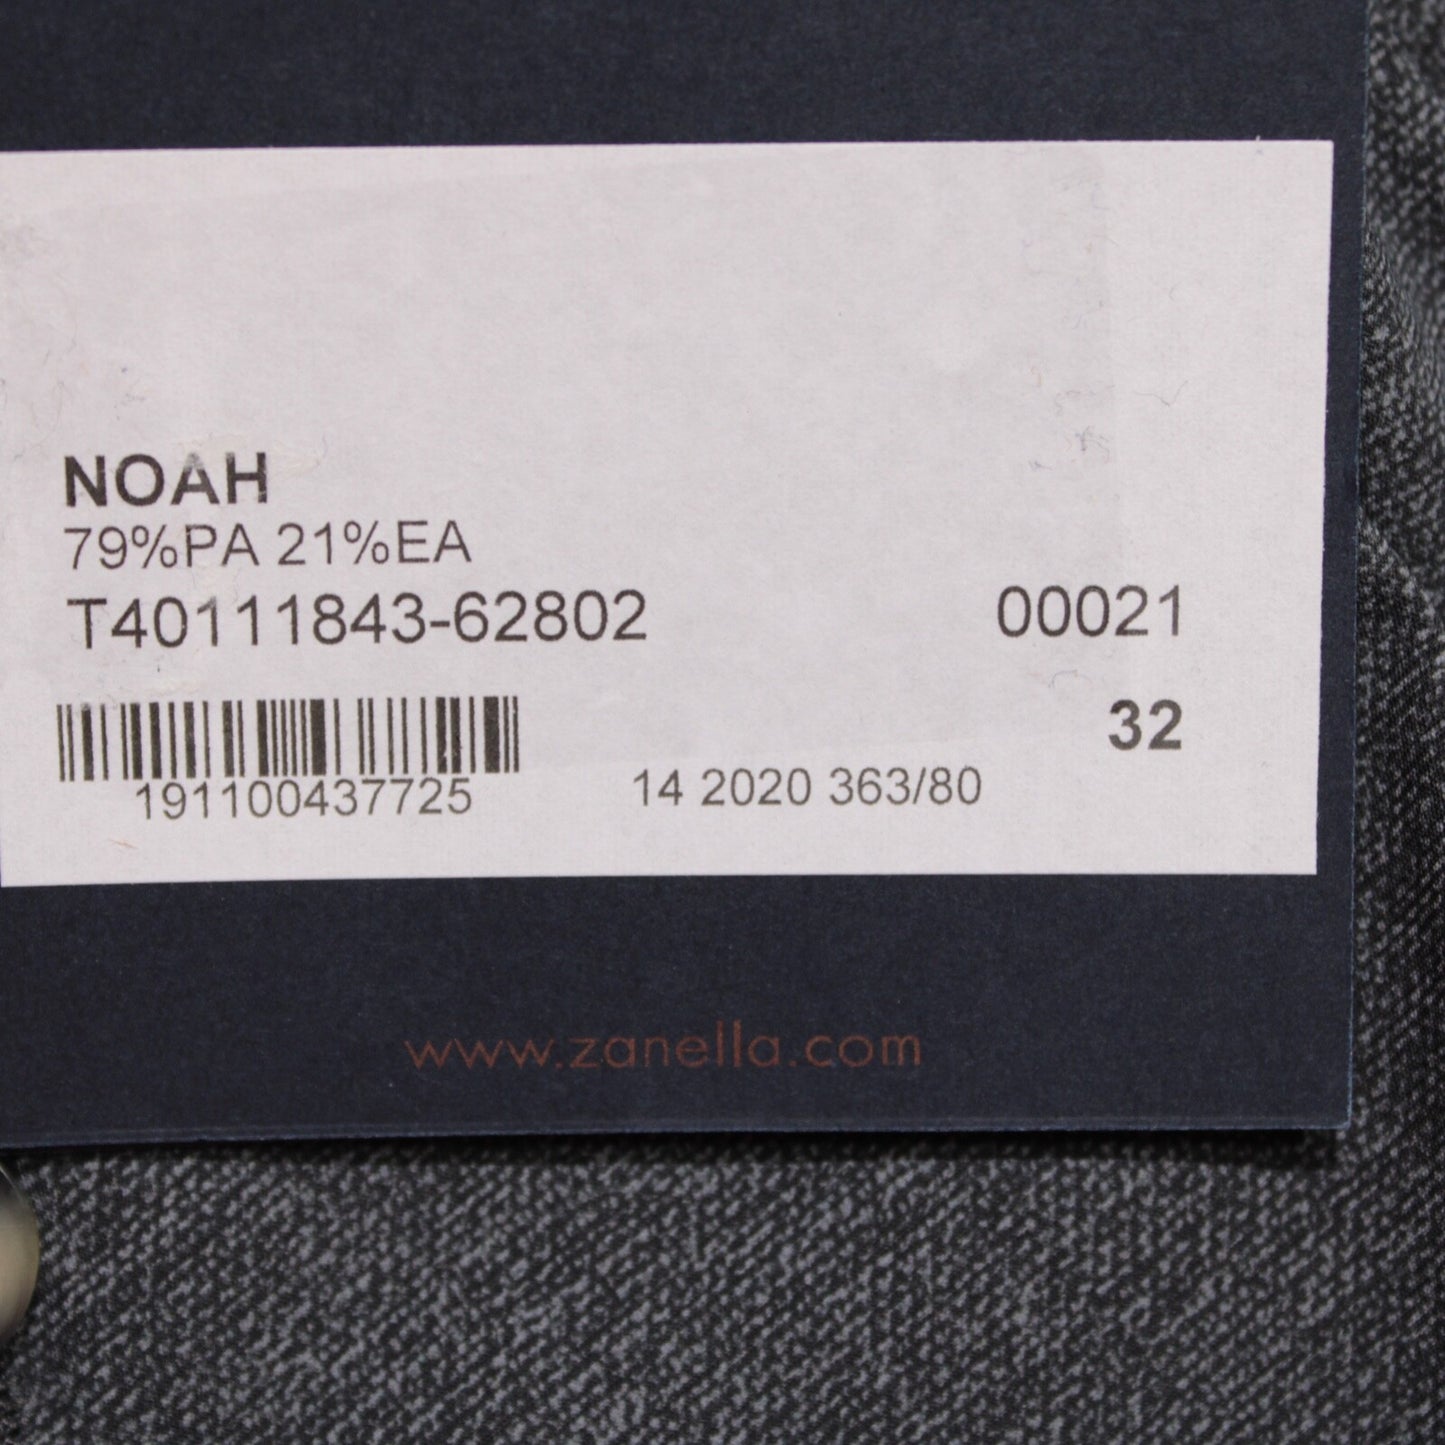 NOAH
79%PA 21%EA
T40111843-62802 00021
32
191100437725 14 2020 363/80
www.zanella.com